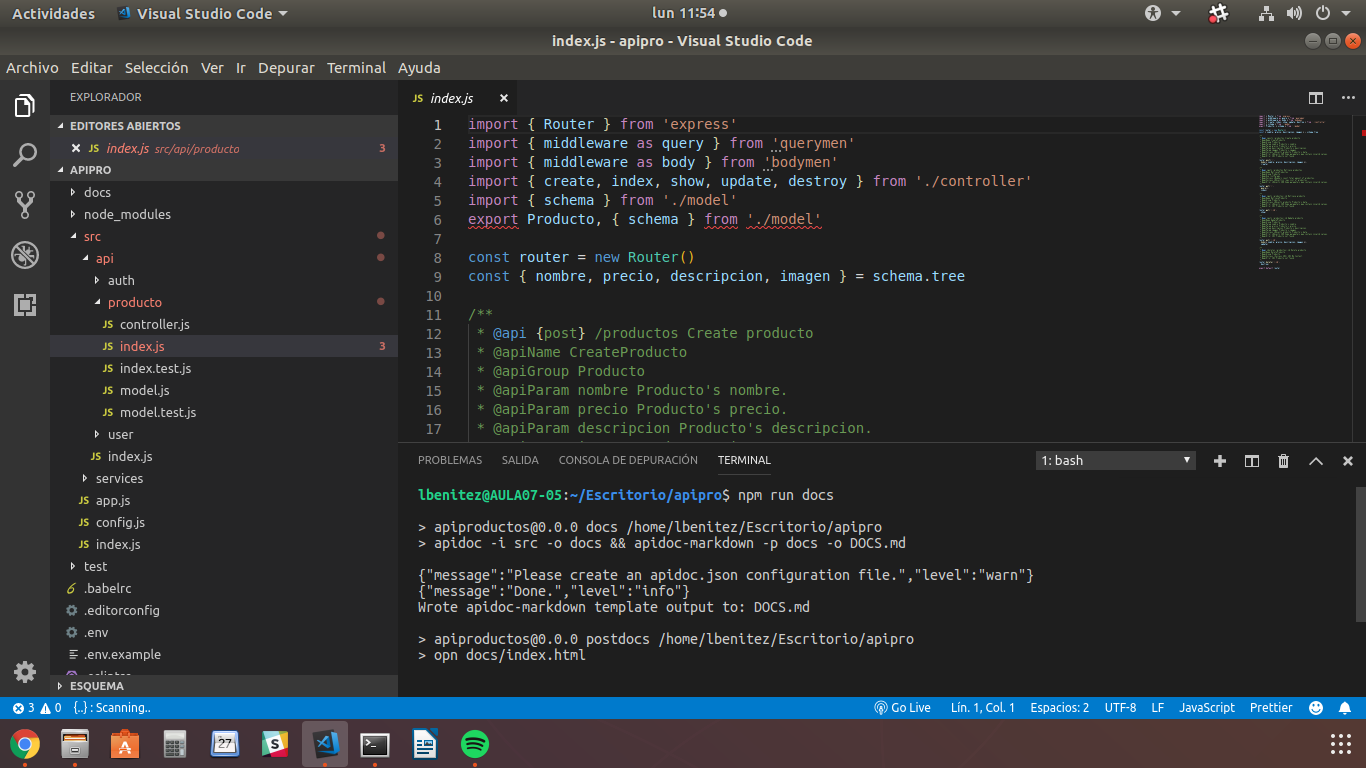 Actividades
Visual Studio Code
lun 11:54
index.js - apipro - Visual Studio Code
Archivo Editar Selección Ver Ir Depurar Terminal Ayuda
EXPLORADOR
EDITORES ABIERTOS
JS index.js src/api/producto 3
APIPRO
docs
node_modules
src
api
auth
producto
JS controller.js
JS index.js 3
JS index.test.js
JS model.js
JS model.test.js
user
JS index.js
services
JS app.js
JS config.js
JS index.js
test
.babelrc
.editorconfig
.env
.env.example
ESQUEMA
JS index.js
1 import { Router } from 'express'
2 import { middleware as query } from 'querymen'
3 import { middleware as body } from 'bodymen'
4 import { create, index, show, update, destroy } from './controller'
5 import { schema } from './model'
6 export Producto, { schema } from './model'
7
8 const router = new Router()
9 const { nombre, precio, descripcion, imagen } = schema.tree
10
11 /**
12 * @api {post} /productos Create producto
13 * @apiName CreateProducto
14 * @apiGroup Producto
15 * @apiParam nombre Producto's nombre.
16 * @apiParam precio Producto's precio.
17 * @apiParam descripcion Producto's descripcion.
PROBLEMAS SALIDA CONSOLA DE DEPURACIÓN TERMINAL
1: bash
lbenitez@AULA07-05:~/Escritorio/apipro$ npm run docs
> apiproductos@0.0.0 docs /home/lbenitez/Escritorio/apipro
> apidoc -i src -o docs && apidoc-markdown -p docs -o DOCS.md
{"message":"Please create an apidoc.json configuration file.","level":"warn"}
{"message":"Done.","level":"info"}
Wrote apidoc-markdown template output to: DOCS.md
> apiproductos@0.0.0 postdocs /home/lbenitez/Escritorio/apipro
> opn docs/index.html
3 0 {..} : Scanning..
Go Live Lín. 1, Col. 1 Espacios: 2 UTF-8 LF JavaScript Prettier
27